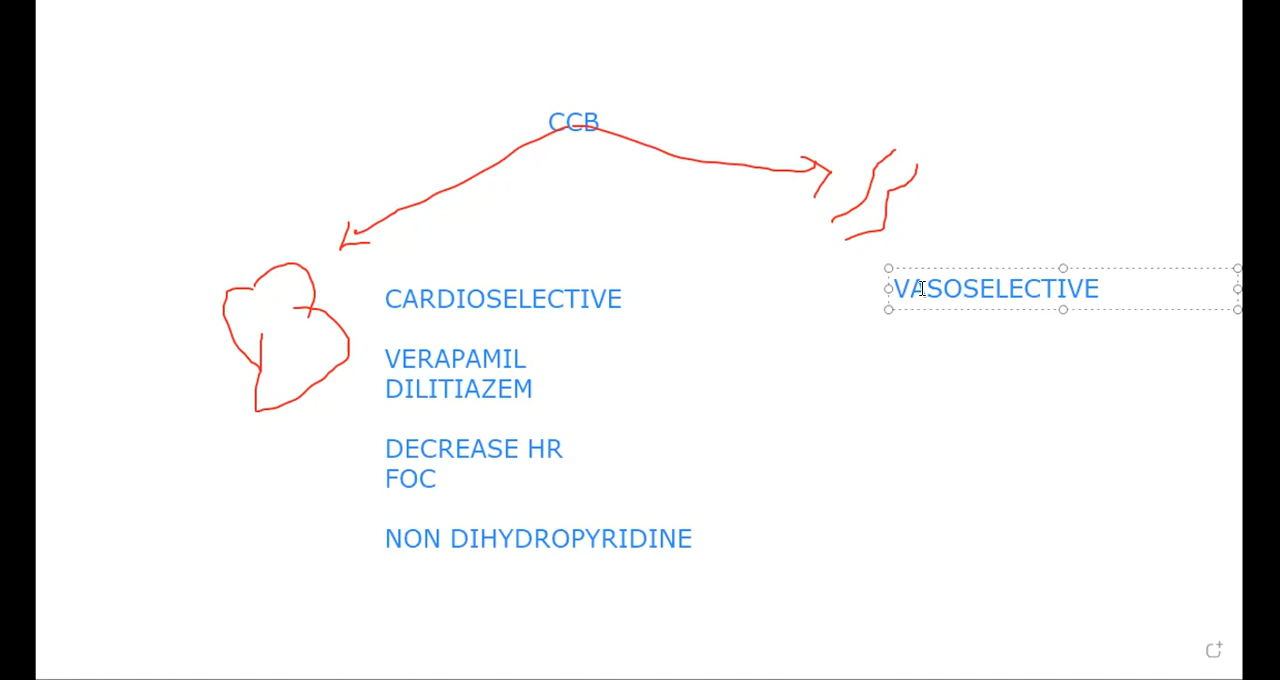 CCB
CARDIOSELECTIVE
VASOSELECTIVE
VERAPAMIL
DILITIAZEM
DECREASE HR
FOC
NON DIHYDROPYRIDINE